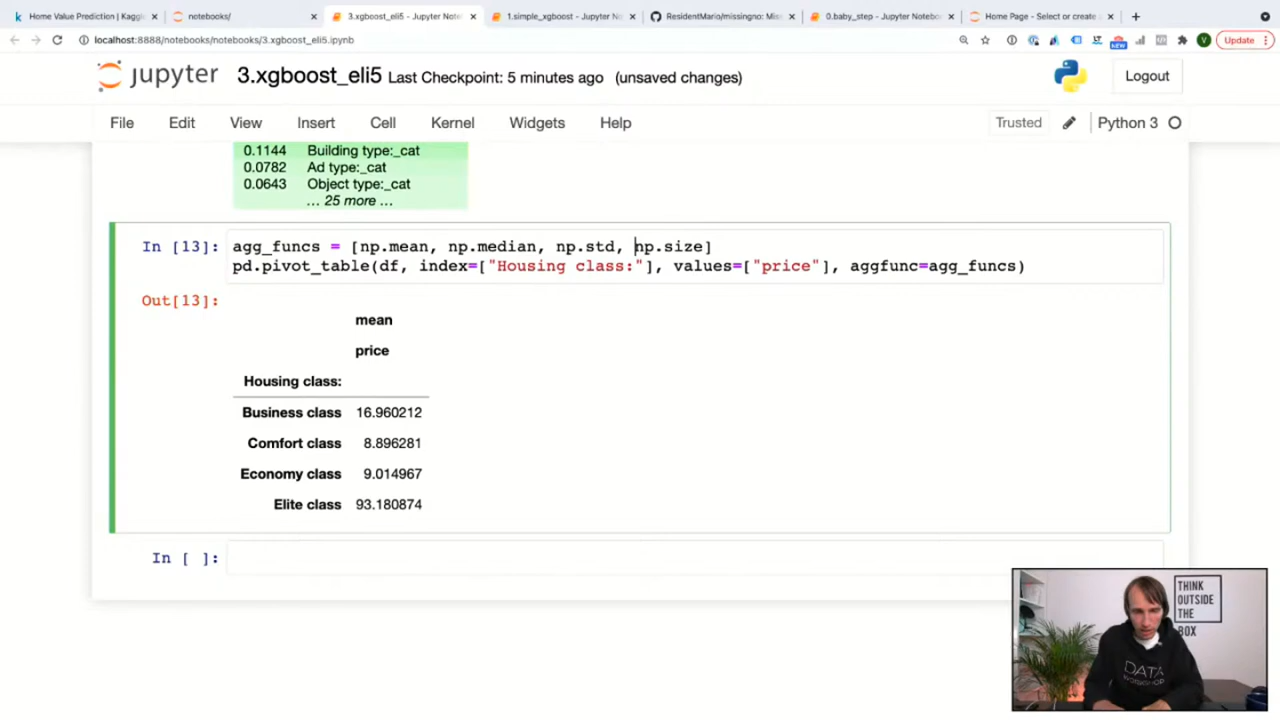 Home Value Prediction | Kaggl
notebooks/
3.xgboost_eli5 - Jupyter Note
1.simple_xgboost - Jupyter No
ResidentMario/missingno: Mis
0.baby_step - Jupyter Noteboo
Home Page - Select or create
localhost:8888/notebooks/notebooks/3.xgboost_eli5.ipynb
Update
jupyter 3.xgboost_eli5 Last Checkpoint: 5 minutes ago (unsaved changes)
Logout
File Edit View Insert Cell Kernel Widgets Help
Trusted
Python 3
0.1144 Building type:_cat
0.0782 Ad type:_cat
0.0643 Object type:_cat
... 25 more ...
In [13]: agg_funcs = [np.mean, np.median, np.std, np.size]
pd.pivot_table(df, index=["Housing class:"], values=["price"], aggfunc=agg_funcs)
Out[13]:
mean
price
Housing class:
Business class 16.960212
Comfort class 8.896281
Economy class 9.014967
Elite class 93.180874
In [ ]:
THINK
OUTSIDE
THE
BOX
DATA
WORKSHOP